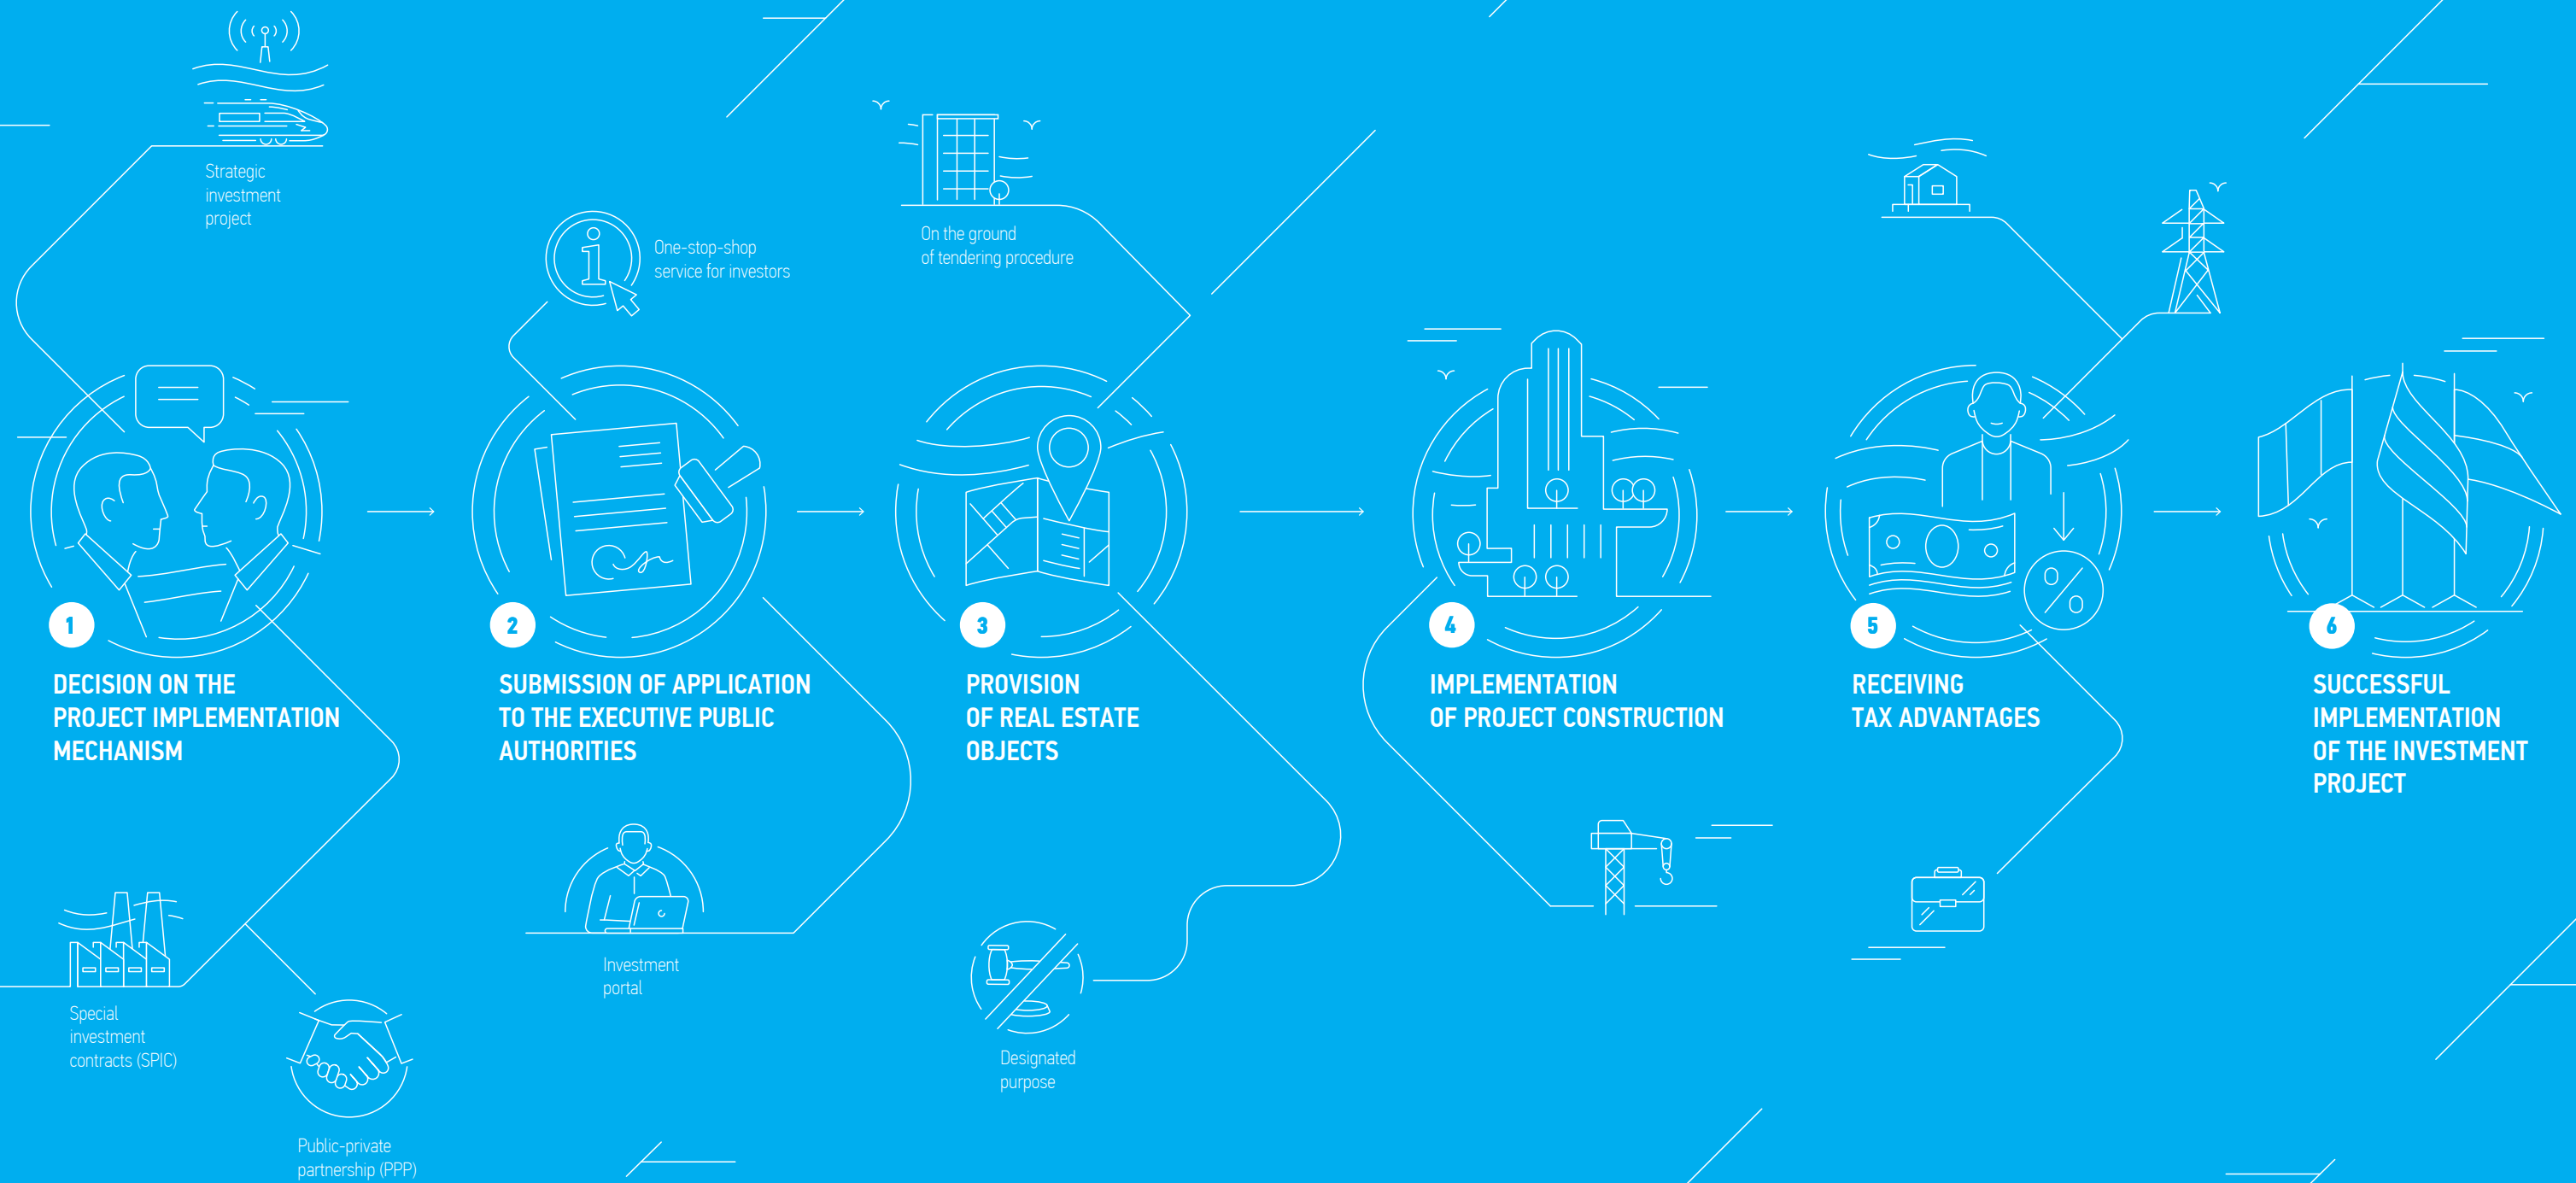 Strategic
investment
project
One-stop-shop
service for investors
On the ground
of tendering procedure
1
DECISION ON THE
PROJECT IMPLEMENTATION
MECHANISM
2
SUBMISSION OF APPLICATION
TO THE EXECUTIVE PUBLIC
AUTHORITIES
3
PROVISION
OF REAL ESTATE
OBJECTS
4
IMPLEMENTATION
OF PROJECT CONSTRUCTION
5
RECEIVING
TAX ADVANTAGES
6
SUCCESSFUL
IMPLEMENTATION
OF THE INVESTMENT
PROJECT
Special
investment
contracts (SPIC)
Public-private
partnership (PPP)
Investment
portal
Designated
purpose